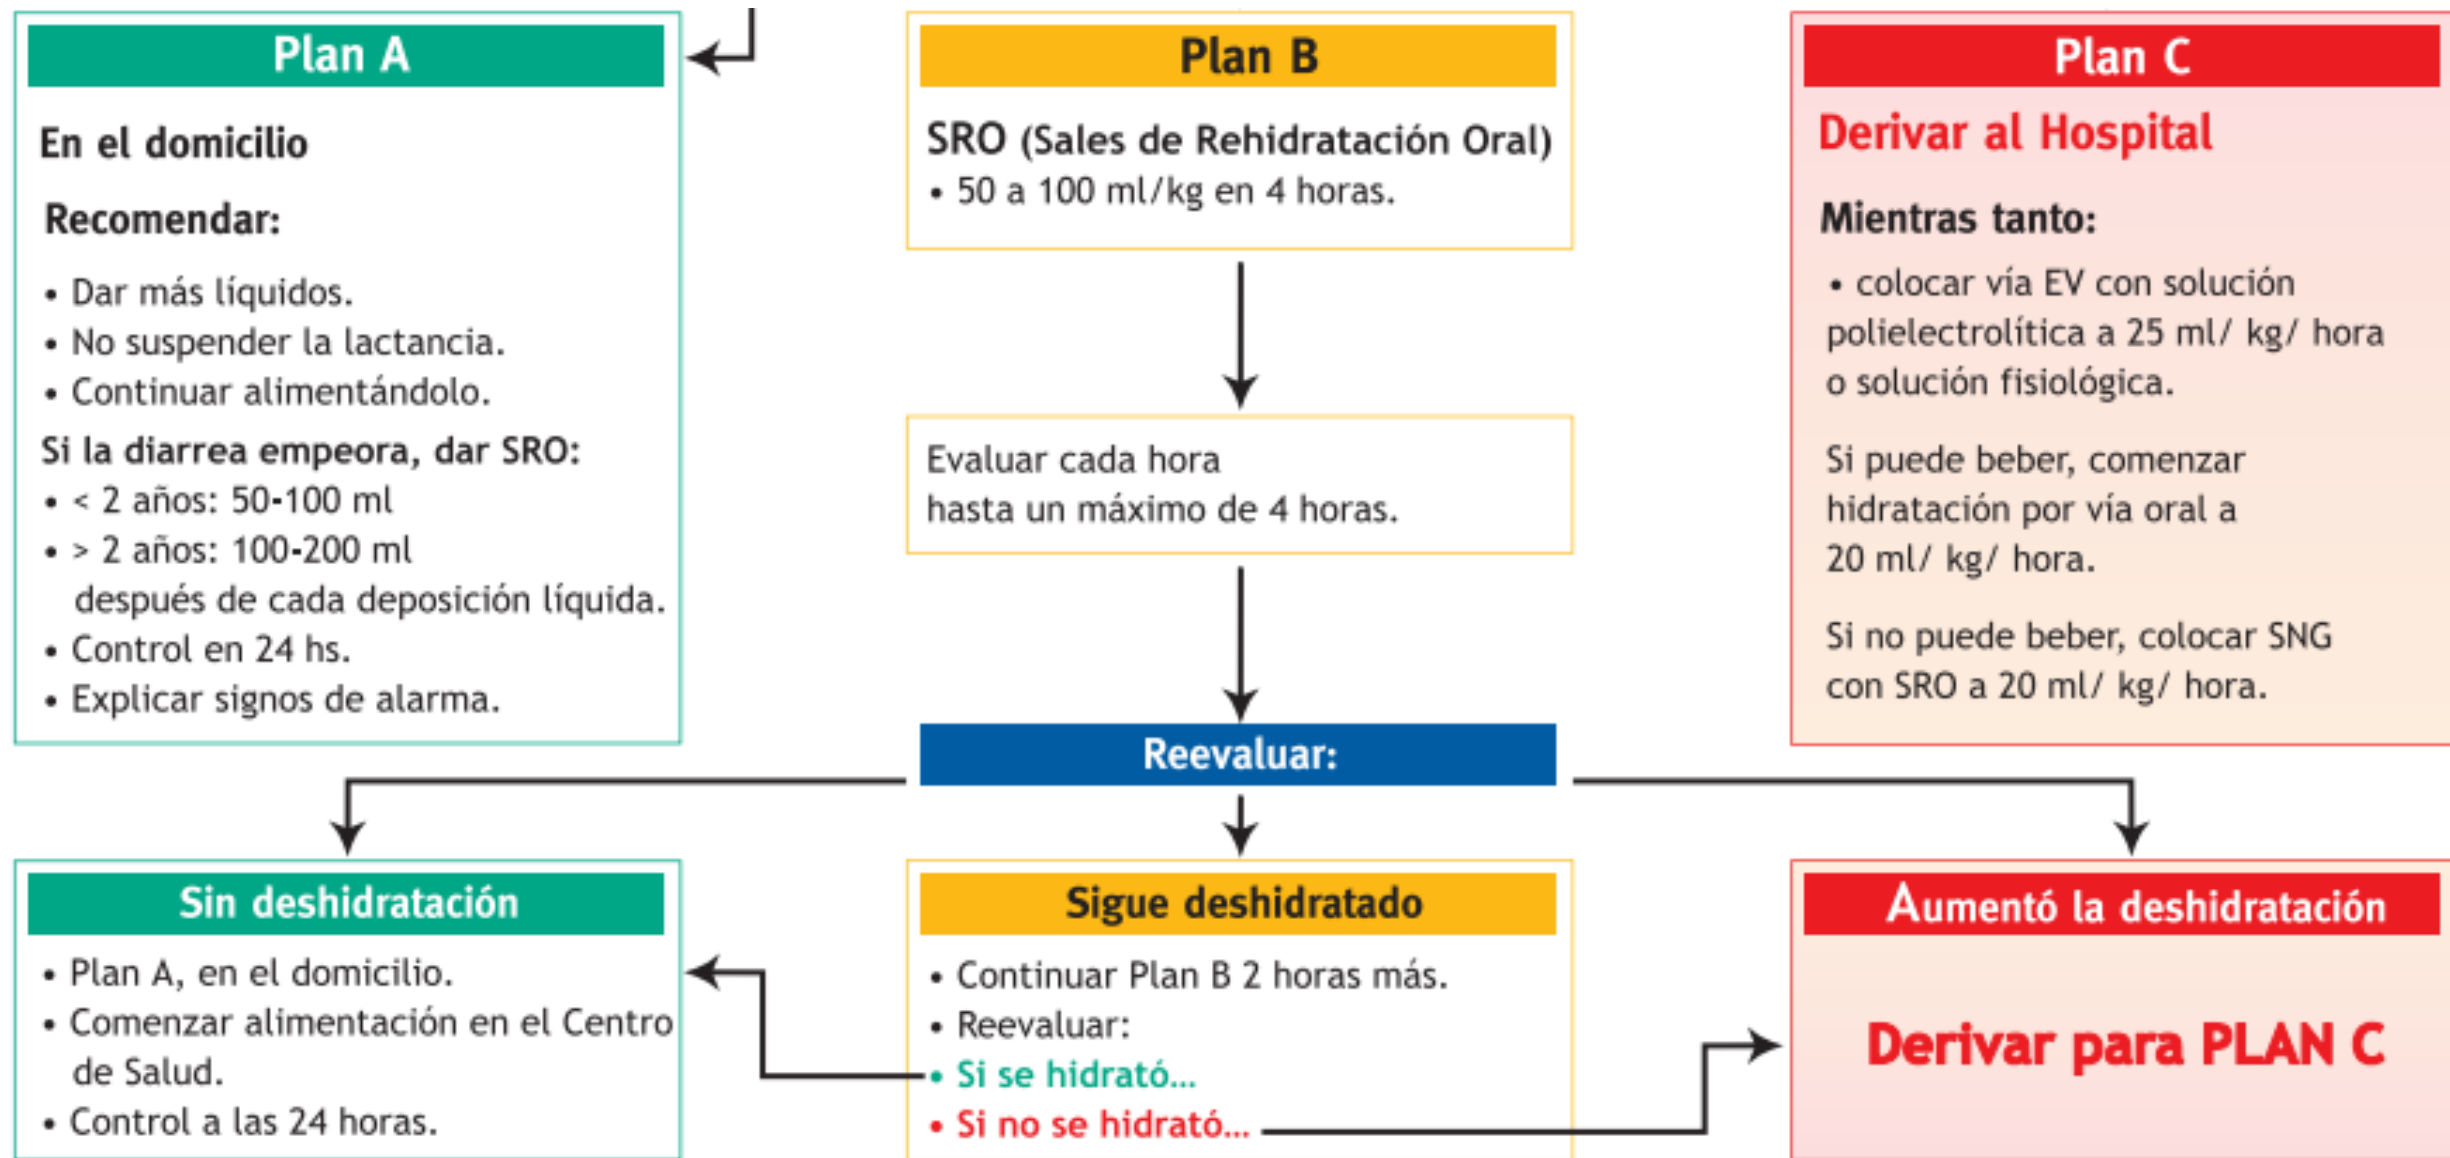 Plan A
En el domicilio
Recomendar:
• Dar más líquidos.
• No suspender la lactancia.
• Continuar alimentándolo.
Si la diarrea empeora, dar SRO:
• < 2 años: 50-100 ml
• > 2 años: 100-200 ml
después de cada deposición líquida.
• Control en 24 hs.
• Explicar signos de alarma.
Plan B
SRO (Sales de Rehidratación Oral)
• 50 a 100 ml/kg en 4 horas.
Evaluar cada hora
hasta un máximo de 4 horas.
Plan C
Derivar al Hospital
Mientras tanto:
• colocar vía EV con solución
polielectrolítica a 25 ml/ kg/ hora
o solución fisiológica.
Si puede beber, comenzar
hidratación por vía oral a
20 ml/ kg/ hora.
Si no puede beber, colocar SNG
con SRO a 20 ml/ kg/ hora.
Reevaluar:
Sin deshidratación
• Plan A, en el domicilio.
• Comenzar alimentación en el Centro
de Salud.
• Control a las 24 horas.
Sigue deshidratado
• Continuar Plan B 2 horas más.
• Reevaluar:
• Si se hidrató...
• Si no se hidrató...
Aumentó la deshidratación
Derivar para PLAN C